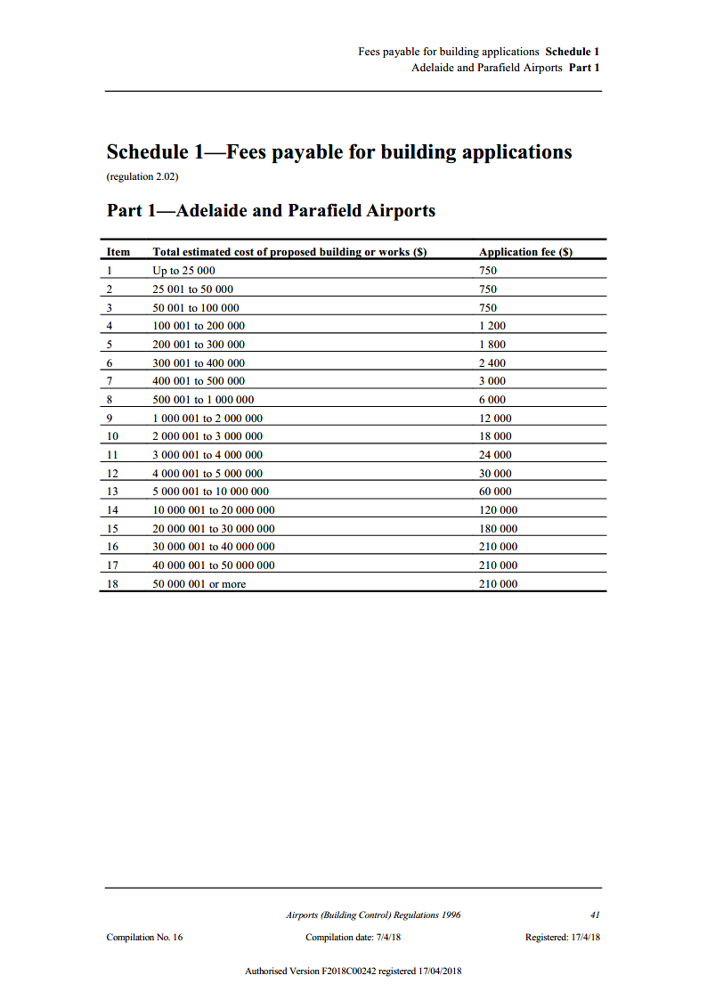 Fees payable for building applications Schedule 1
Adelaide and Parafield Airports Part 1
Schedule 1—Fees payable for building applications
(regulation 2.02)
Part 1—Adelaide and Parafield Airports
Item Total estimated cost of proposed building or works ($) Application fee ($)
1 Up to 25 000 750
2 25 001 to 50 000 750
3 50 001 to 100 000 750
4 100 001 to 200 000 1 200
5 200 001 to 300 000 1 800
6 300 001 to 400 000 2 400
7 400 001 to 500 000 3 000
8 500 001 to 1 000 000 6 000
9 1 000 001 to 2 000 000 12 000
10 2 000 001 to 3 000 000 18 000
11 3 000 001 to 4 000 000 24 000
12 4 000 001 to 5 000 000 30 000
13 5 000 001 to 10 000 000 60 000
14 10 000 001 to 20 000 000 120 000
15 20 000 001 to 30 000 000 180 000
16 30 000 001 to 40 000 000 210 000
17 40 000 001 to 50 000 000 210 000
18 50 000 001 or more 210 000
Airports (Building Control) Regulations 1996 41
Compilation No. 16 Compilation date: 7/4/18 Registered: 17/4/18
Authorised Version F2018C00242 registered 17/04/2018